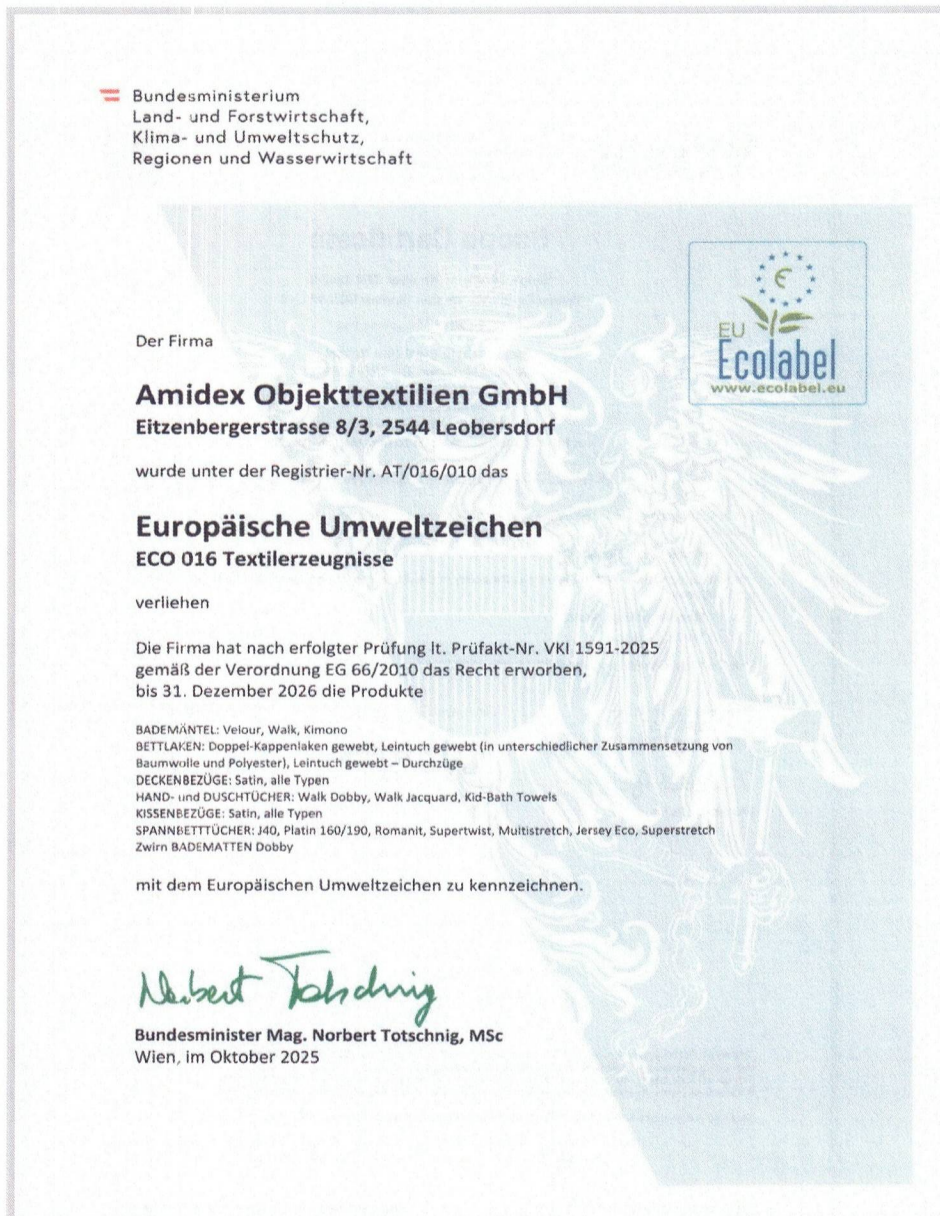 Bundesministerium
Land- und Forstwirtschaft,
Klima- und Umweltschutz,
Regionen und Wasserwirtschaft
EU
Ecolabel
www.ecolabel.eu
Der Firma
Amidex Objekttextilien GmbH
Eitzenbergerstrasse 8/3, 2544 Leobersdorf
wurde unter der Registrier-Nr. AT/016/010 das
Europäische Umweltzeichen
ECO 016 Textilerzeugnisse
verliehen
Die Firma hat nach erfolgter Prüfung lt. Prüfakt-Nr. VKI 1591-2025
gemäß der Verordnung EG 66/2010 das Recht erworben,
bis 31. Dezember 2026 die Produkte
BADEMÄNTEL: Velour, Walk, Kimono
BETTLAKEN: Doppel-Kappenlaken gewebt, Leintuch gewebt (in unterschiedlicher Zusammensetzung von
Baumwolle und Polyester), Leintuch gewebt – Durchzüge
DECKENBEZÜGE: Satin, alle Typen
HAND- und DUSCHTÜCHER: Walk Dobby, Walk Jacquard, Kid-Bath Towels
KISSENBEZÜGE: Satin, alle Typen
SPANNBETTTÜCHER: J40, Platin 160/190, Romanit, Supertwist, Multistretch, Jersey Eco, Superstretch
Zwirn BADEMATTEN Dobby
mit dem Europäischen Umweltzeichen zu kennzeichnen.
Norbert Totschnig
Bundesminister Mag. Norbert Totschnig, MSc
Wien, im Oktober 2025